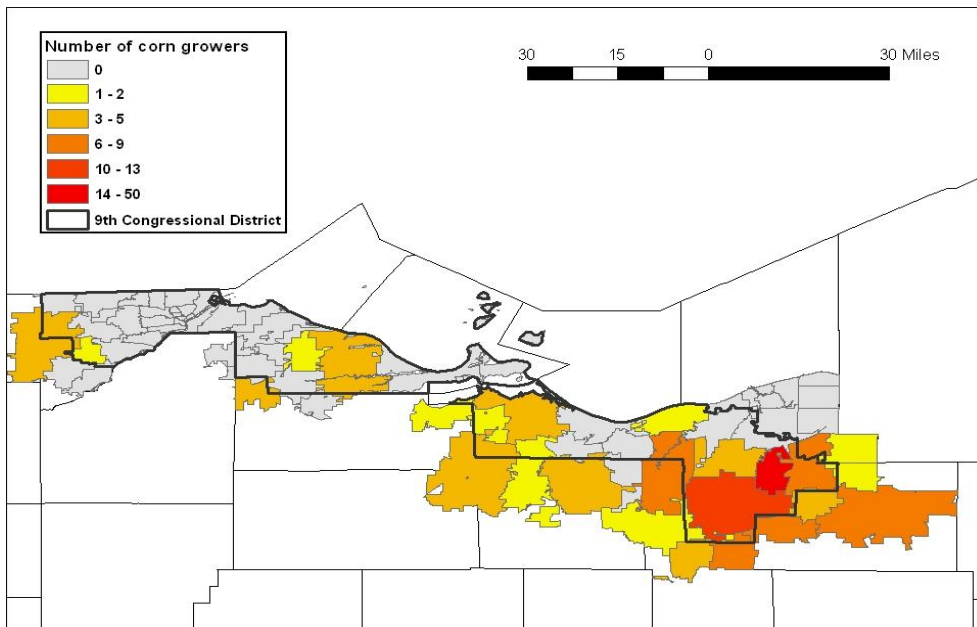 Number of corn growers
0
1 - 2
3 - 5
6 - 9
10 - 13
14 - 50
9th Congressional District
30 15 0 30 Miles